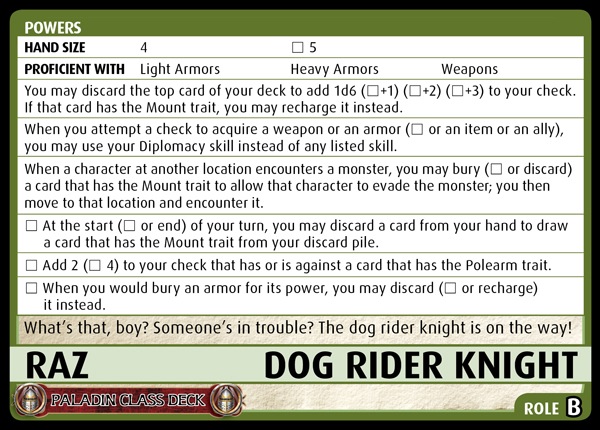 POWERS
HAND SIZE 4 ☐ 5
PROFICIENT WITH Light Armors Heavy Armors Weapons
You may discard the top card of your deck to add 1d6 (☐+1) (☐+2) (☐+3) to your check.
If that card has the Mount trait, you may recharge it instead.
When you attempt a check to acquire a weapon or an armor (☐ or an item or an ally),
you may use your Diplomacy skill instead of any listed skill.
When a character at another location encounters a monster, you may bury (☐ or discard)
a card that has the Mount trait to allow that character to evade the monster; you then
move to that location and encounter it.
☐ At the start (☐ or end) of your turn, you may discard a card from your hand to draw
a card that has the Mount trait from your discard pile.
☐ Add 2 (☐ 4) to your check that has or is against a card that has the Polearm trait.
☐ When you would bury an armor for its power, you may discard (☐ or recharge)
it instead.
What's that, boy? Someone's in trouble? The dog rider knight is on the way!
RAZ DOG RIDER KNIGHT
PALADIN CLASS DECK
ROLE B